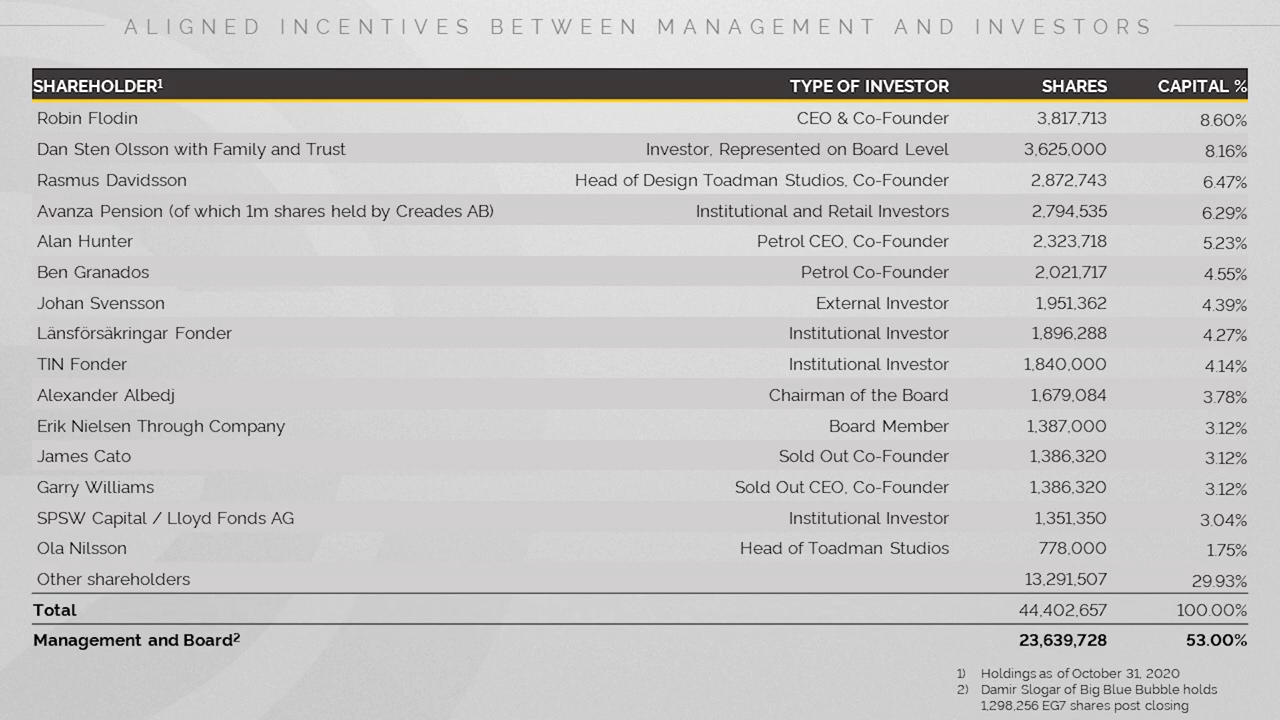 ALIGNED INCENTIVES BETWEEN MANAGEMENT AND INVESTORS
SHAREHOLDER¹ TYPE OF INVESTOR SHARES CAPITAL %
Robin Flodin CEO & Co-Founder 3,817,713 8.60%
Dan Sten Olsson with Family and Trust Investor, Represented on Board Level 3,625,000 8.16%
Rasmus Davidsson Head of Design Toadman Studios, Co-Founder 2,872,743 6.47%
Avanza Pension (of which 1m shares held by Creades AB) Institutional and Retail Investors 2,794,535 6.29%
Alan Hunter Petrol CEO, Co-Founder 2,323,718 5.23%
Ben Granados Petrol Co-Founder 2,021,717 4.55%
Johan Svensson External Investor 1,951,362 4.39%
Länsförsäkringar Fonder Institutional Investor 1,896,288 4.27%
TIN Fonder Institutional Investor 1,840,000 4.14%
Alexander Albedj Chairman of the Board 1,679,084 3.78%
Erik Nielsen Through Company Board Member 1,387,000 3.12%
James Cato Sold Out Co-Founder 1,386,320 3.12%
Garry Williams Sold Out CEO, Co-Founder 1,386,320 3.12%
SPSW Capital / Lloyd Fonds AG Institutional Investor 1,351,350 3.04%
Ola Nilsson Head of Toadman Studios 778,000 1.75%
Other shareholders 13,291,507 29.93%
Total 44,402,657 100.00%
Management and Board² 23,639,728 53.00%
1) Holdings as of October 31, 2020
2) Damir Slogar of Big Blue Bubble holds
1,298,256 EG7 shares post closing